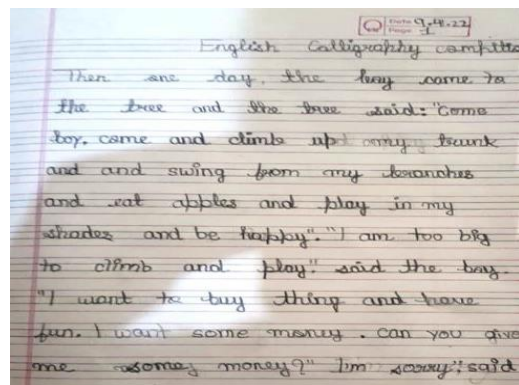 Date 9.4.22
Page 1
English Calligraphy
Then one day, the boy came to
the tree and the tree said: "Come
boy, come and climb up my trunk
and and swing from my branches
and eat apples and play in my
shades and be happy". "I am too big
to climb and play." said the boy.
"I want to buy thing and have
fun. I want some money. Can you give
me some money?" I'm sorry", said